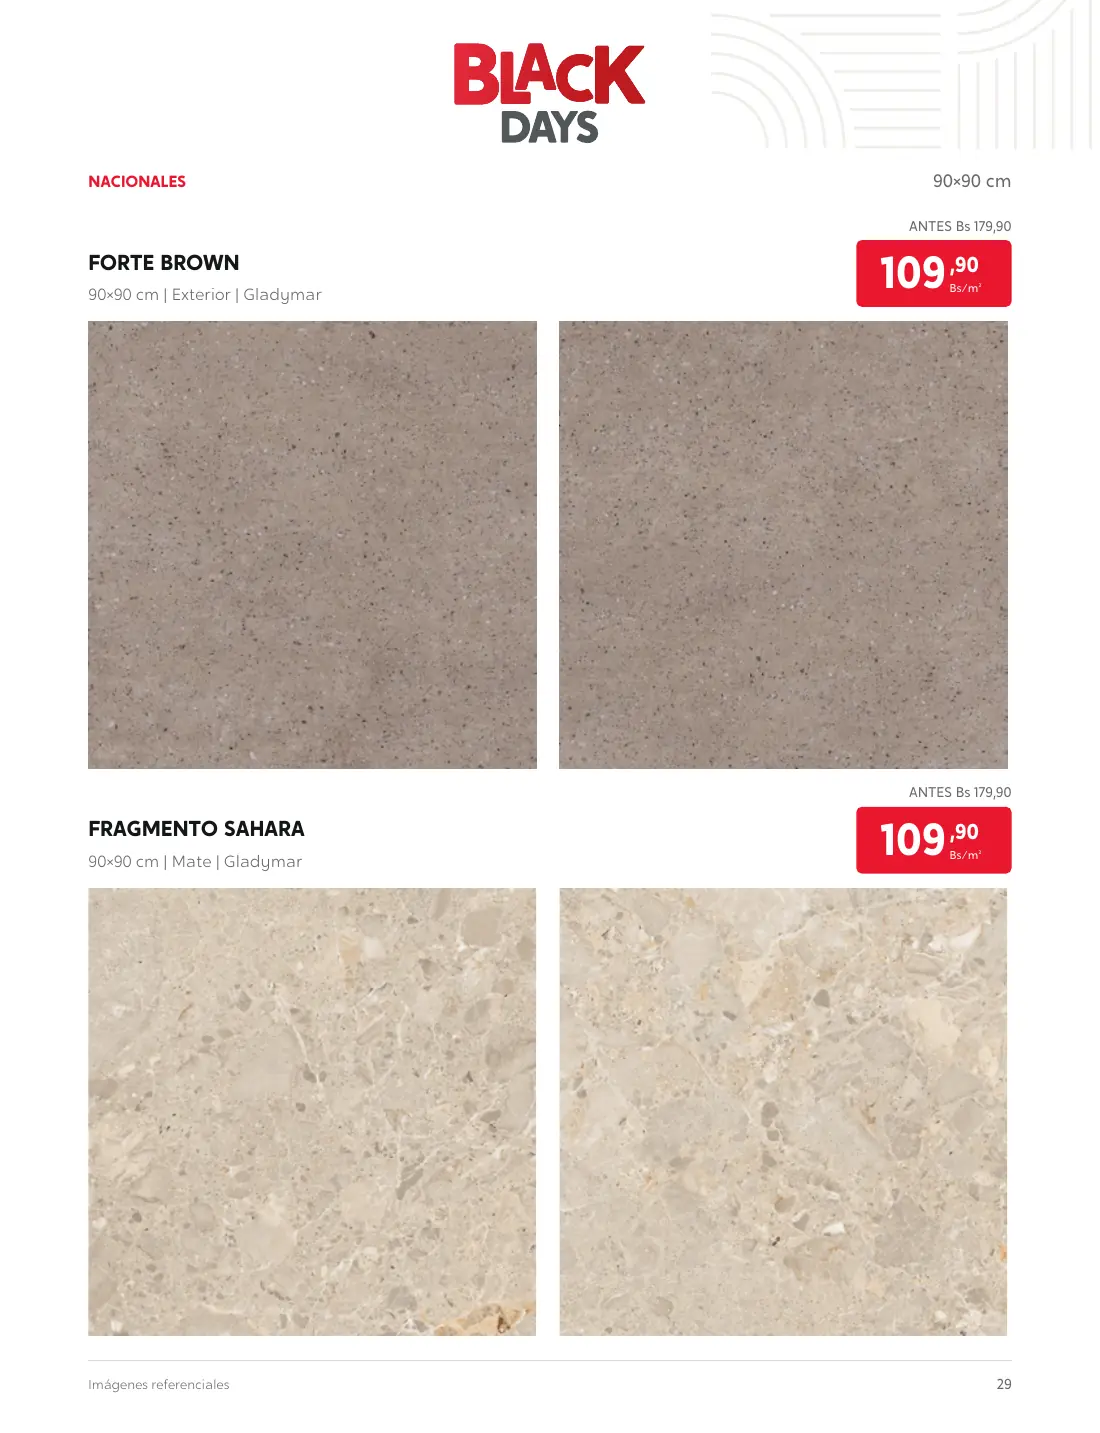 BLACK
DAYS
NACIONALES
90×90 cm
ANTES Bs 179,90
FORTE BROWN
109,90
Bs/m²
90×90 cm | Exterior | Gladymar
ANTES Bs 179,90
FRAGMENTO SAHARA
109,90
Bs/m²
90×90 cm | Mate | Gladymar
Imágenes referenciales
29